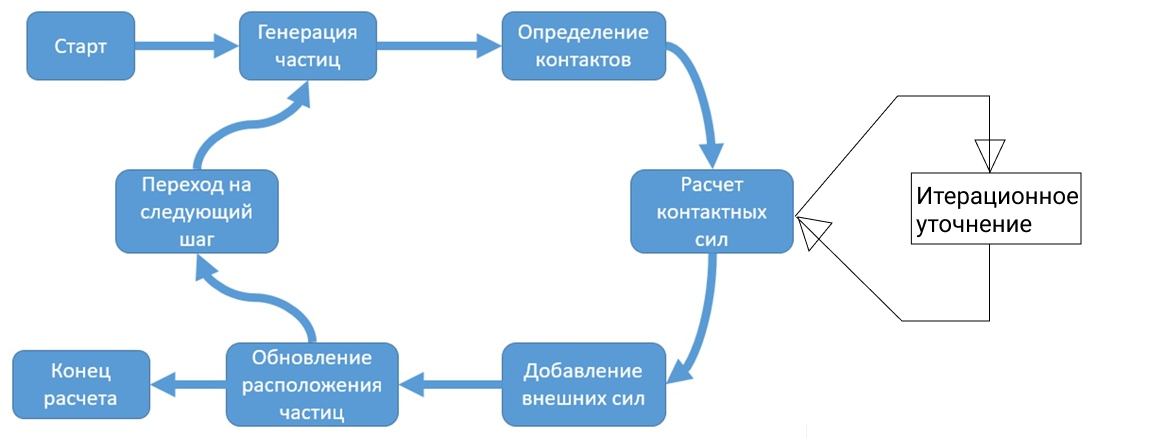 Старт
Генерация
частиц
Определение
контактов
Расчет
контактных
сил
Итерационное
уточнение
Добавление
внешних сил
Обновление
расположения
частиц
Конец
расчета
Переход на
следующий
шаг